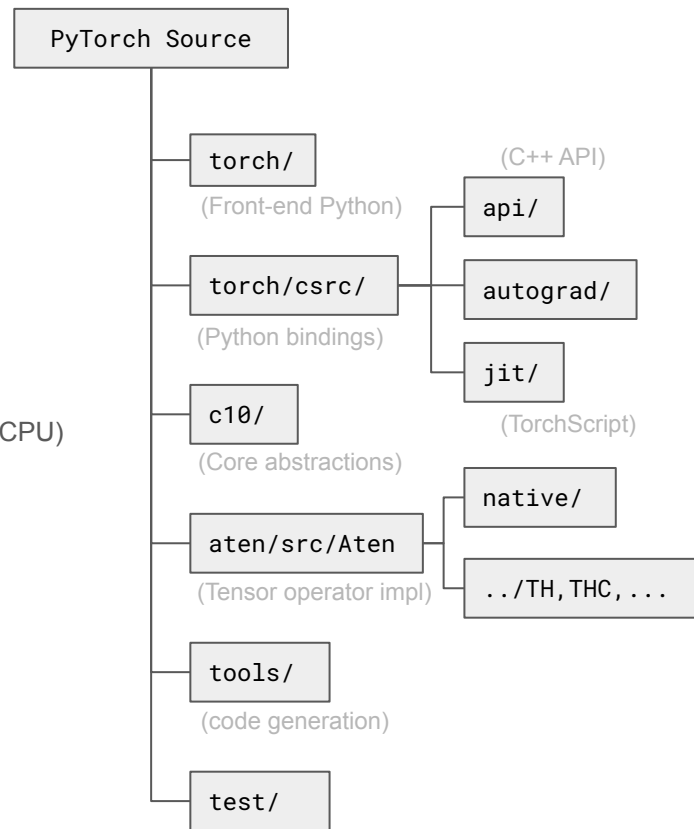 PyTorch Source
torch/
(Front-end Python)
(C++ API)
api/
torch/csrc/
(Python bindings)
autograd/
jit/
(TorchScript)
CPU)
c10/
(Core abstractions)
native/
aten/src/Aten
(Tensor operator impl)
../TH,THC,...
tools/
(code generation)
test/